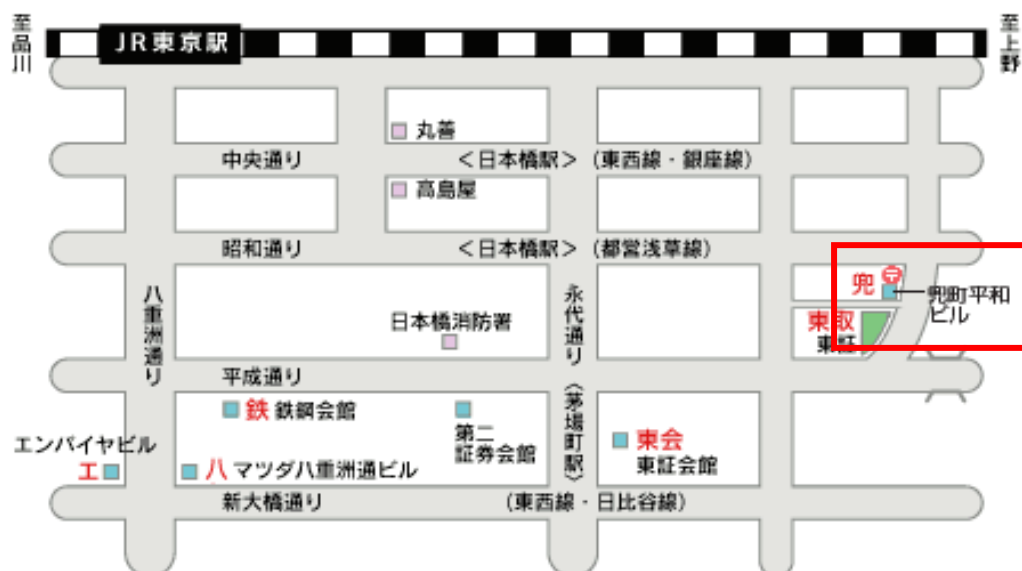 至品川
JR東京駅
至上野
丸善
中央通り
<日本橋駅>(東西線・銀座線)
高島屋
昭和通り
<日本橋駅>(都営浅草線)
兜
〒
兜町平和
ビル
八重洲通り
永代通り〈茅場町駅〉
日本橋消防署
東取
東証
平成通り
鉄 鉄鋼会館
第二
証券会館
東会
東証会館
エンパイヤビル
エ
八 マツダ八重洲通ビル
新大橋通り
(東西線・日比谷線)